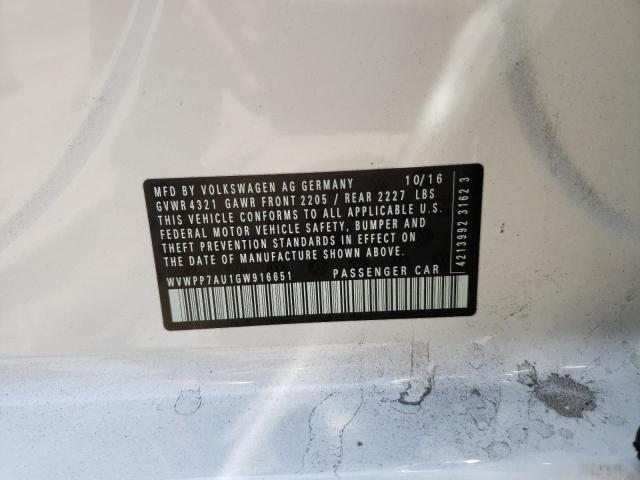 MFD BY VOLKSWAGEN AG GERMANY 10/16
GVWR 4321 GAWR FRONT 2205 / REAR 2227 LBS
THIS VEHICLE CONFORMS TO ALL APPLICABLE U.S.
FEDERAL MOTOR VEHICLE SAFETY, BUMPER AND
THEFT PREVENTION STANDARDS IN EFFECT ON
THE DATE OF MANUFACTURE SHOWN ABOVE.
WVWPP7AU1GW916651 PASSENGER CAR
4213992 3162 3